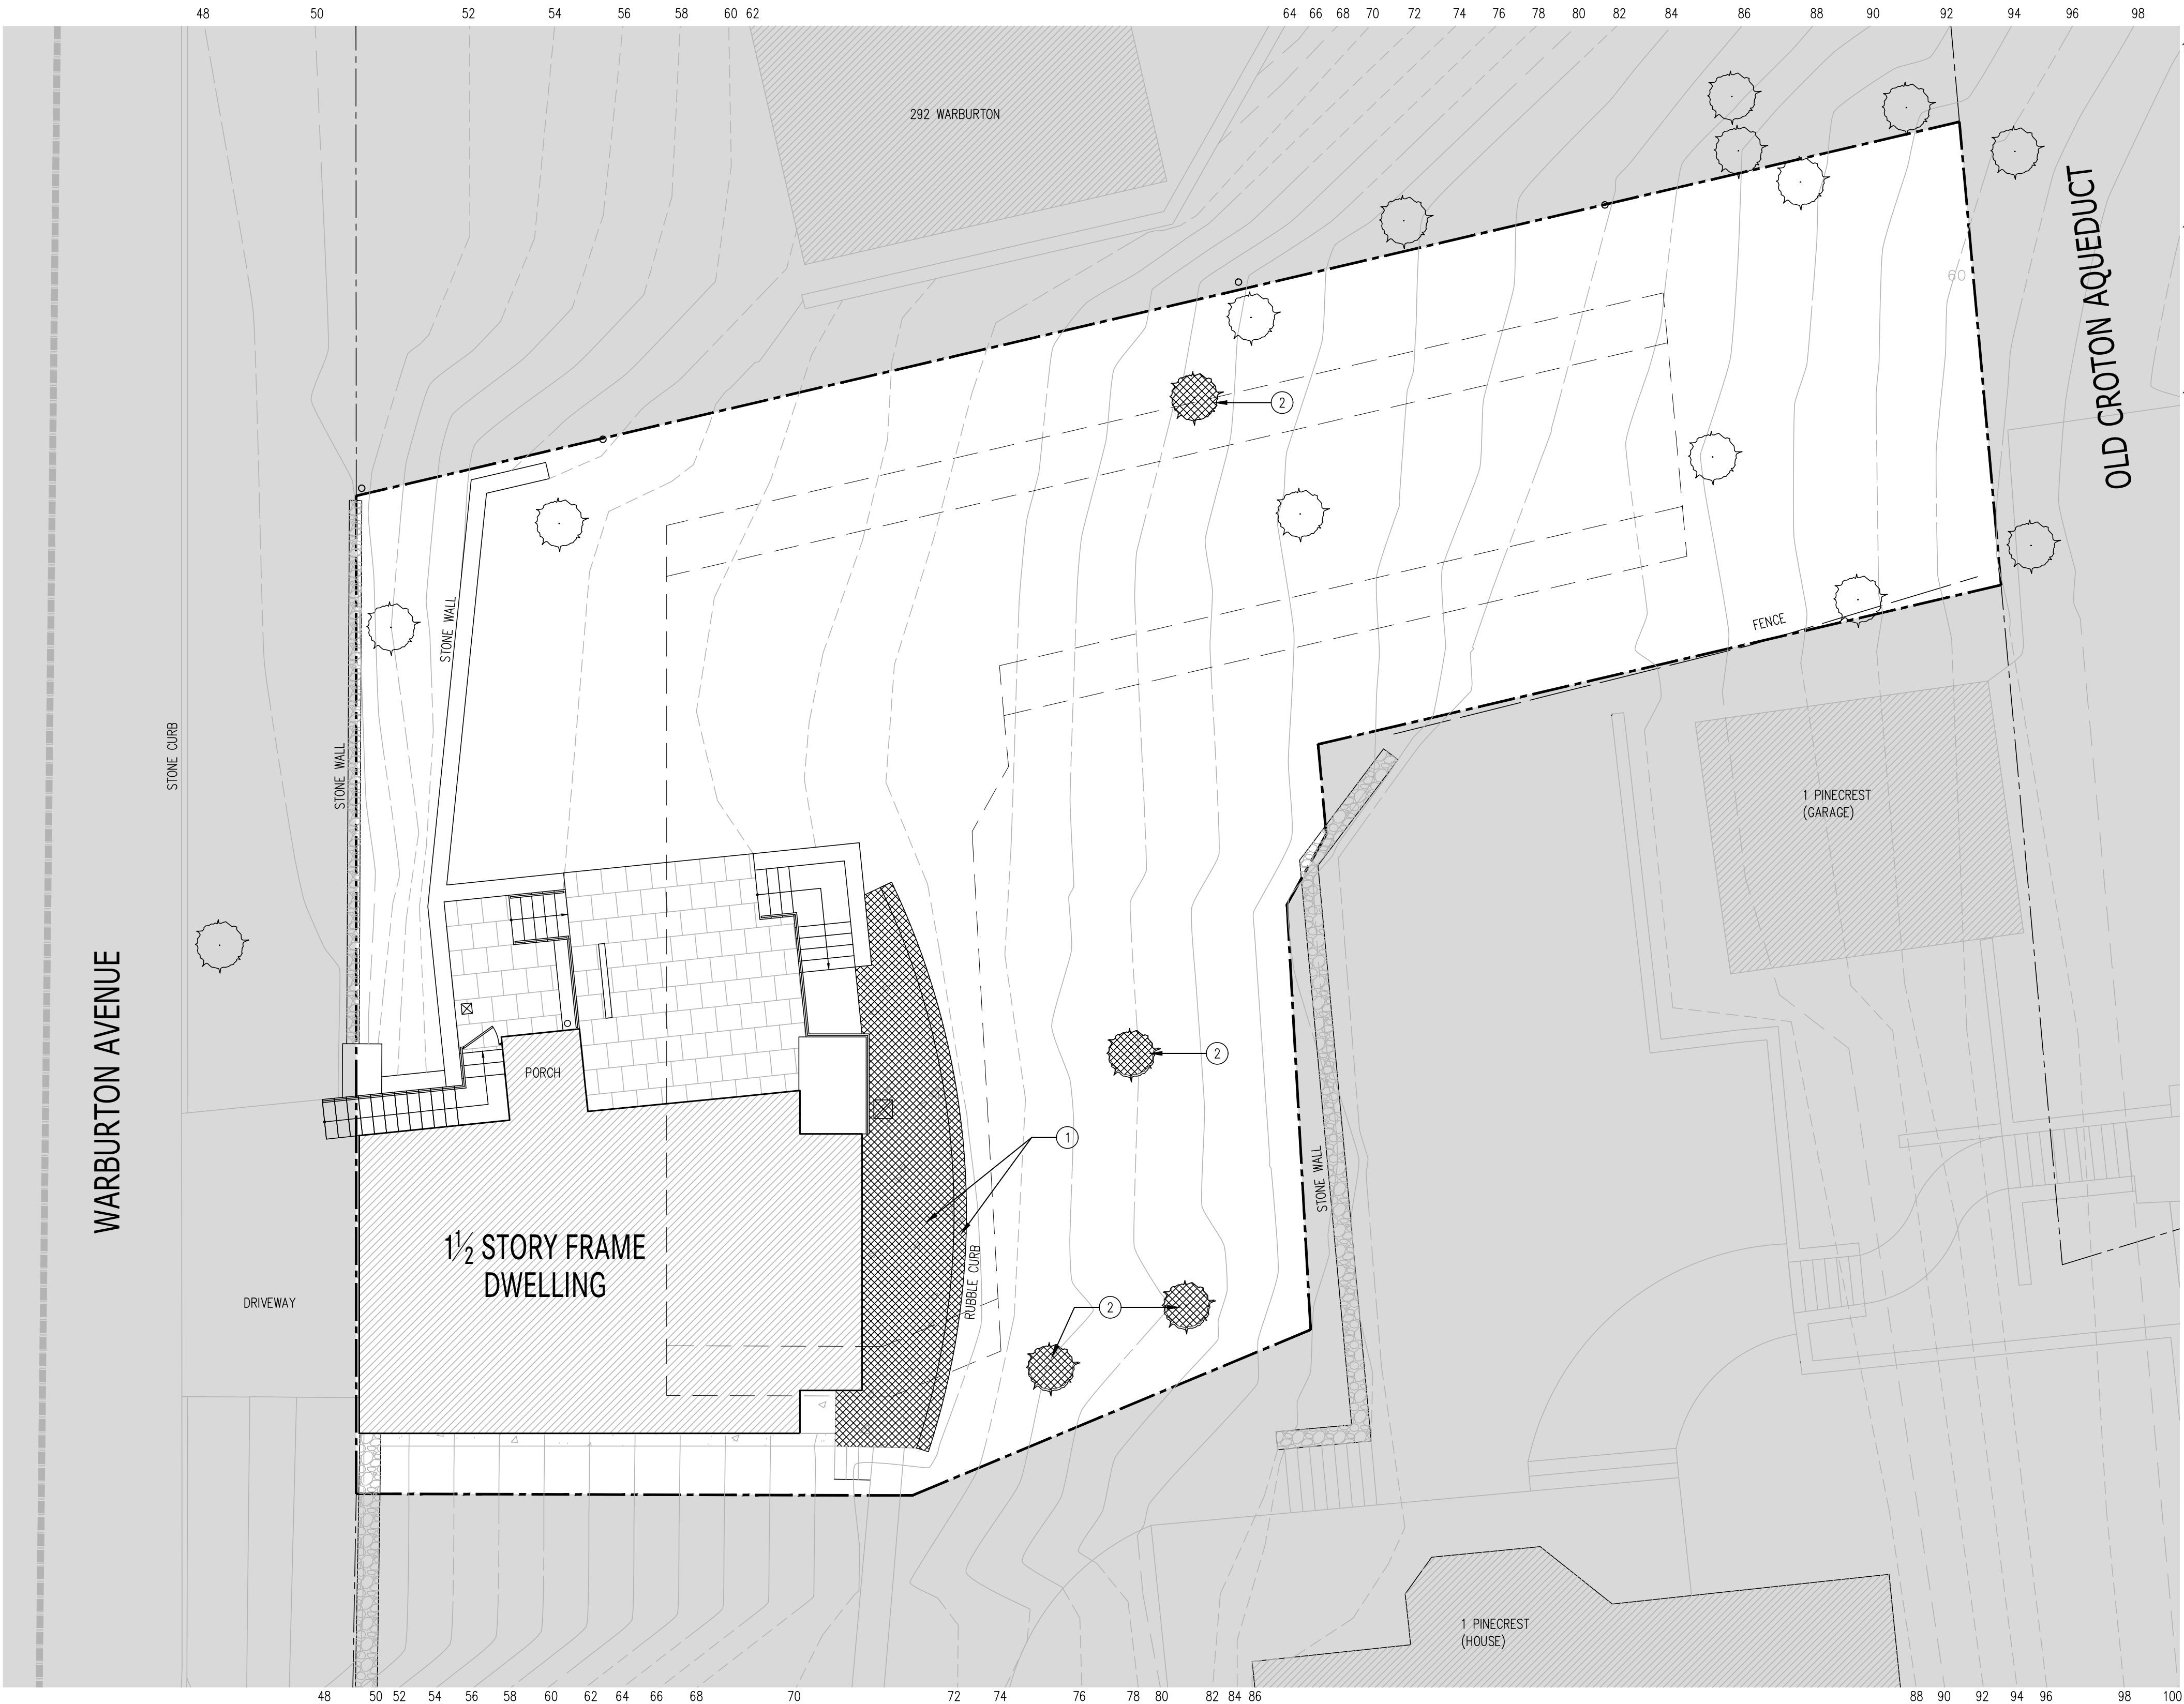 48 50 52 54 56 58 60 62 64 66 68 70 72 74 76 78 80 82 84 86 88 90 92 94 96 98
292 WARBURTON
OLD CROTON AQUEDUCT
60
2
STONE WALL
FENCE
STONE CURB
STONE WALL
1 PINECREST
(GARAGE)
WARBURTON AVENUE
PORCH
2
1
STONE WALL
1½ STORY FRAME
DWELLING
RUBBLE CURB
DRIVEWAY
2
1 PINECREST
(HOUSE)
48 50 52 54 56 58 60 62 64 66 68 70 72 74 76 78 80 82 84 86 88 90 92 94 96 98 100